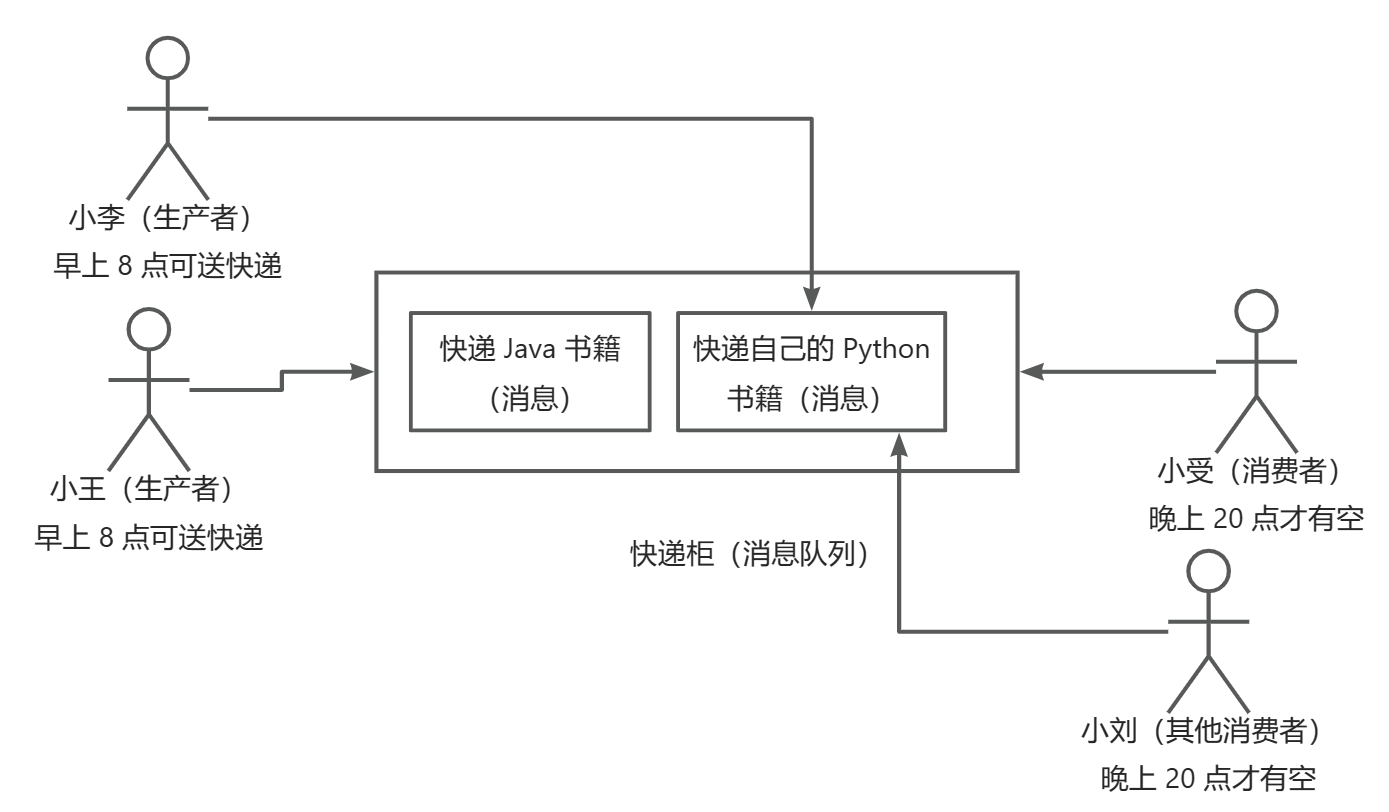 小李（生产者）
早上 8 点可送快递
小王（生产者）
早上 8 点可送快递
快递 Java 书籍
（消息）
快递自己的 Python
书籍（消息）
快递柜（消息队列）
小受（消费者）
晚上 20 点才有空
小刘（其他消费者）
晚上 20 点才有空